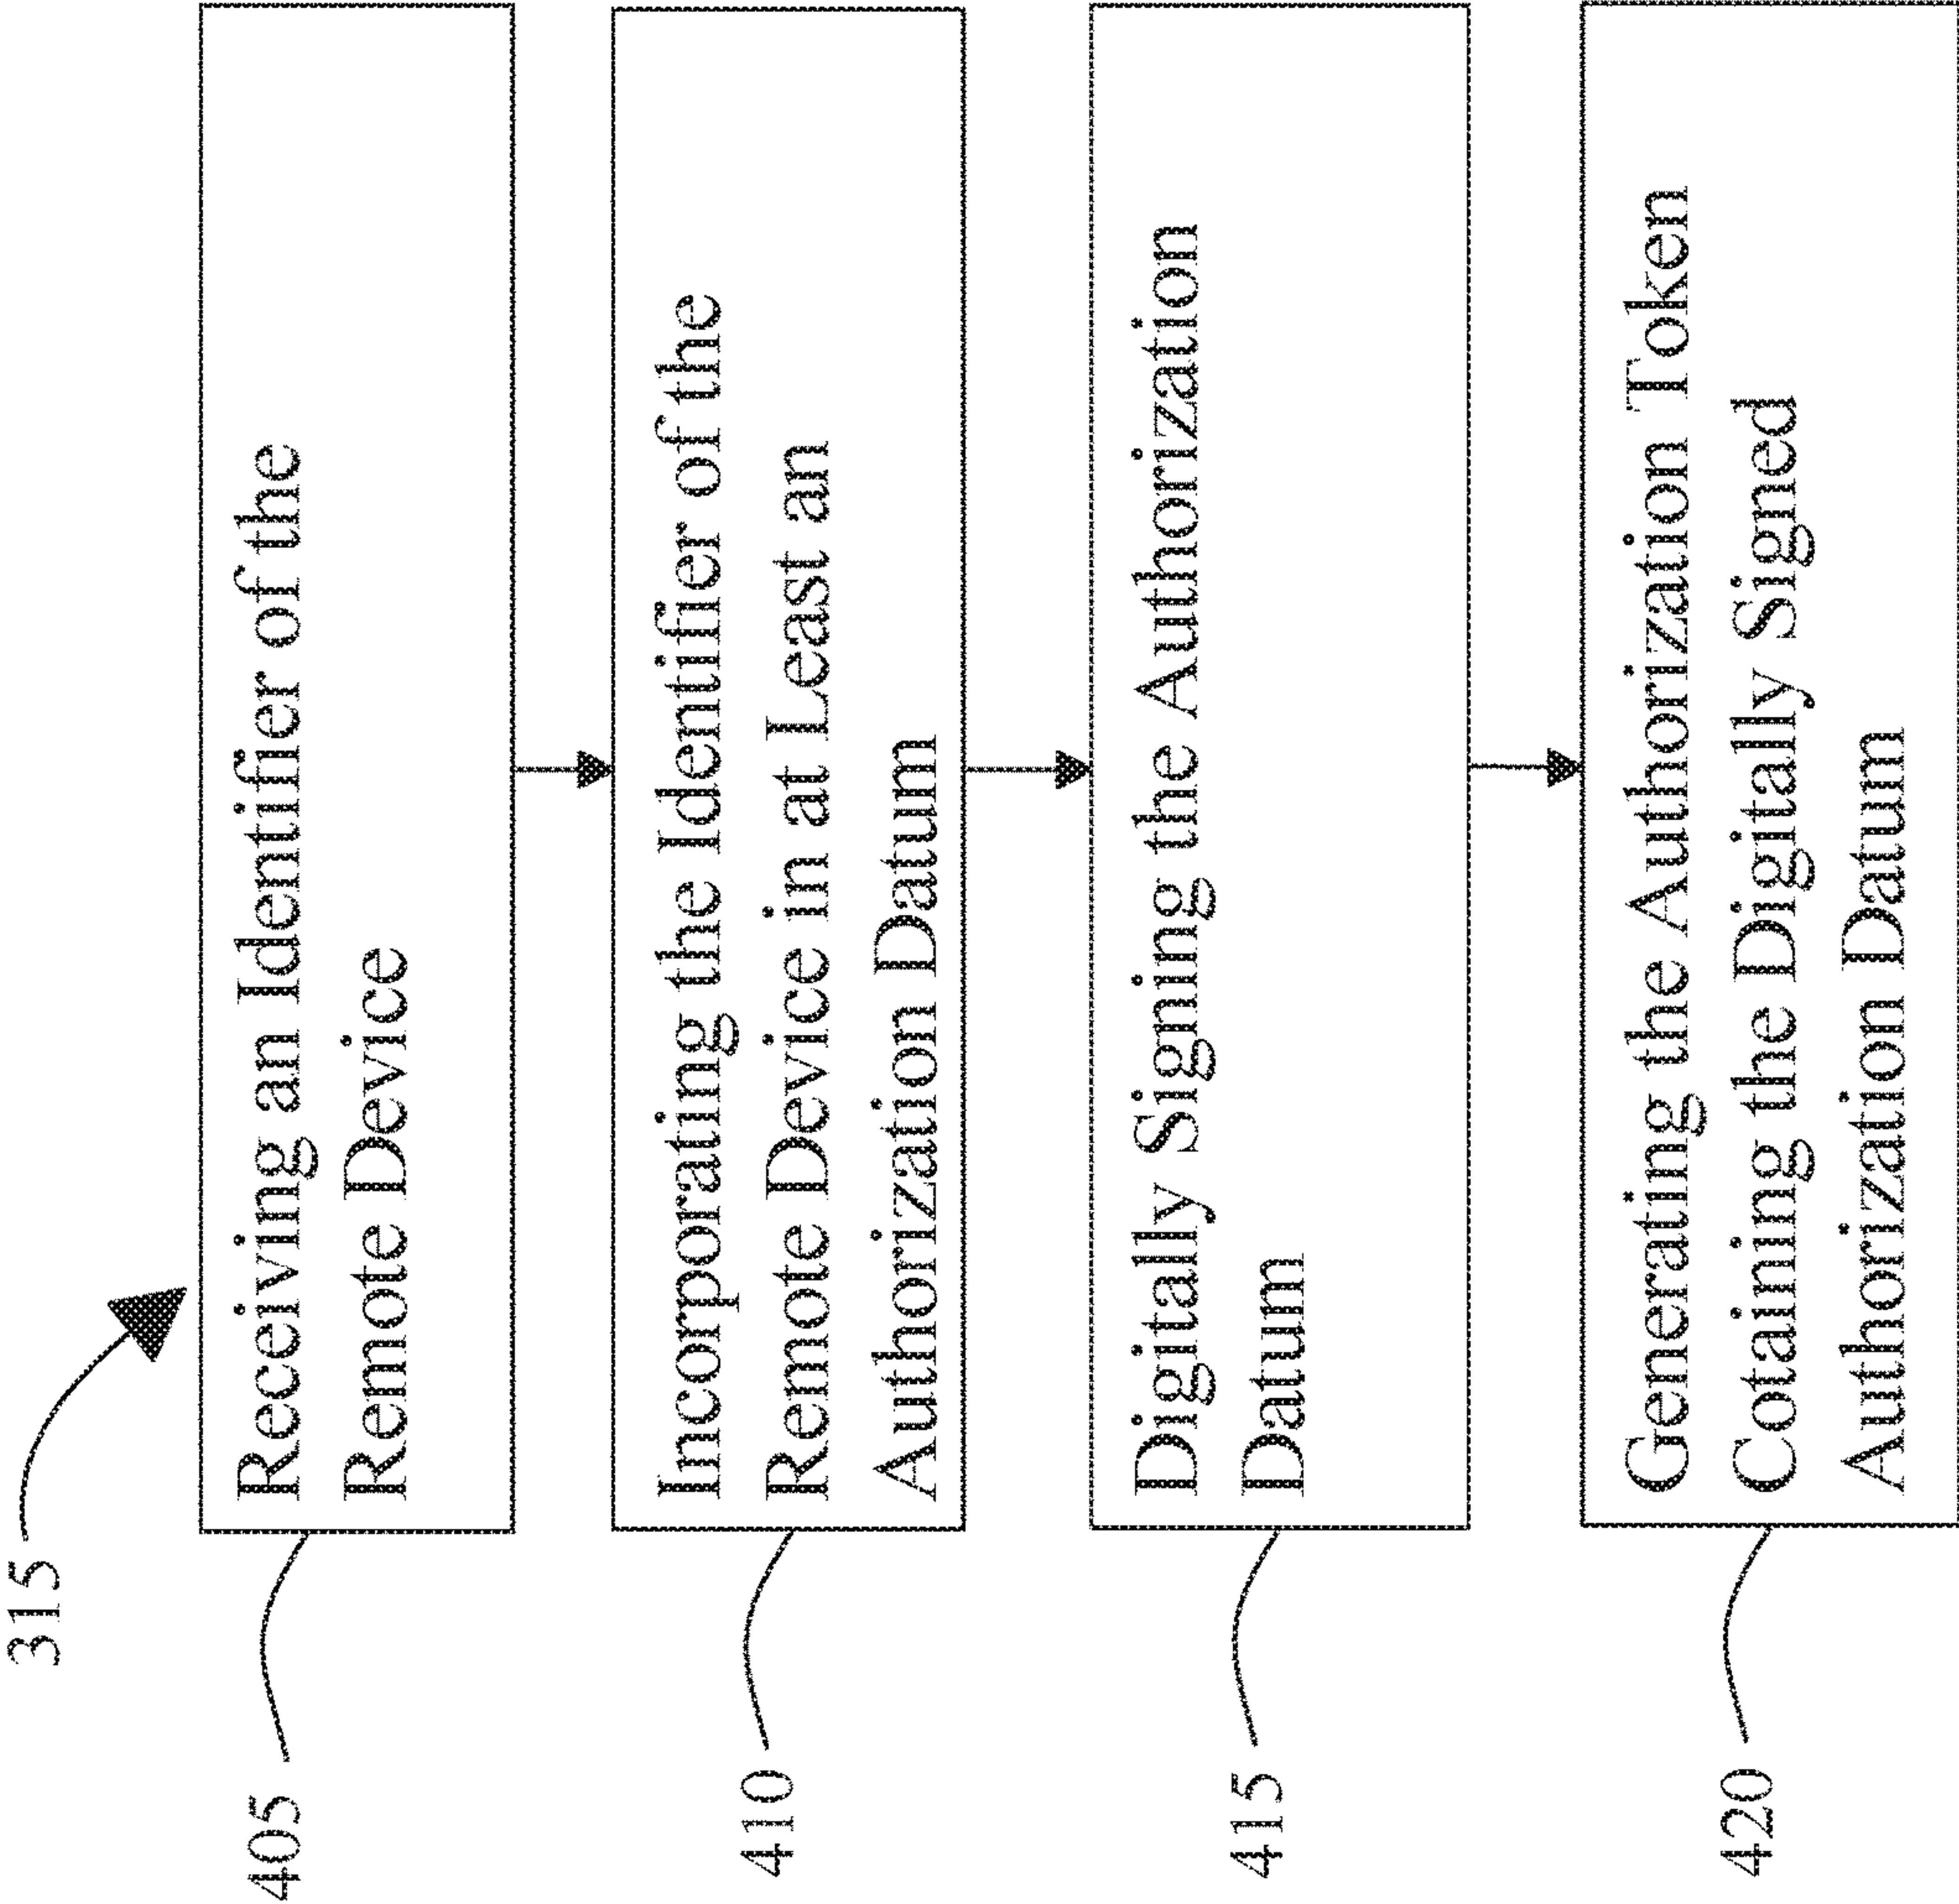 315
405
Receiving an Identifier of the
Remote Device
410
Incorporating the Identifier of the
Remote Device in at Least an
Authorization Datum
415
Digitally Signing the Authorization
Datum
420
Generating the Authorization Token
Cotaining the Digitally Signed
Authorization Datum